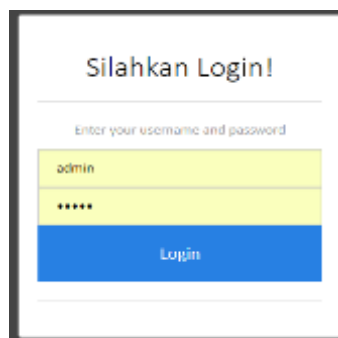 Silahkan Login!
Enter your username and password
admin
•••••
Login